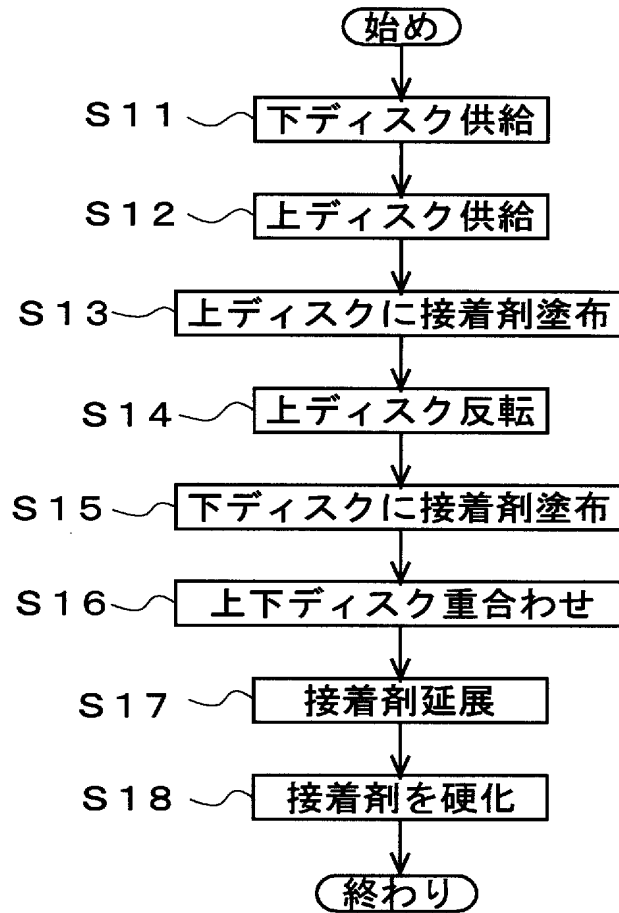 始め
S11 下ディスク供給
S12 上ディスク供給
S13 上ディスクに接着剤塗布
S14 上ディスク反転
S15 下ディスクに接着剤塗布
S16 上下ディスク重合わせ
S17 接着剤延展
S18 接着剤を硬化
終わり